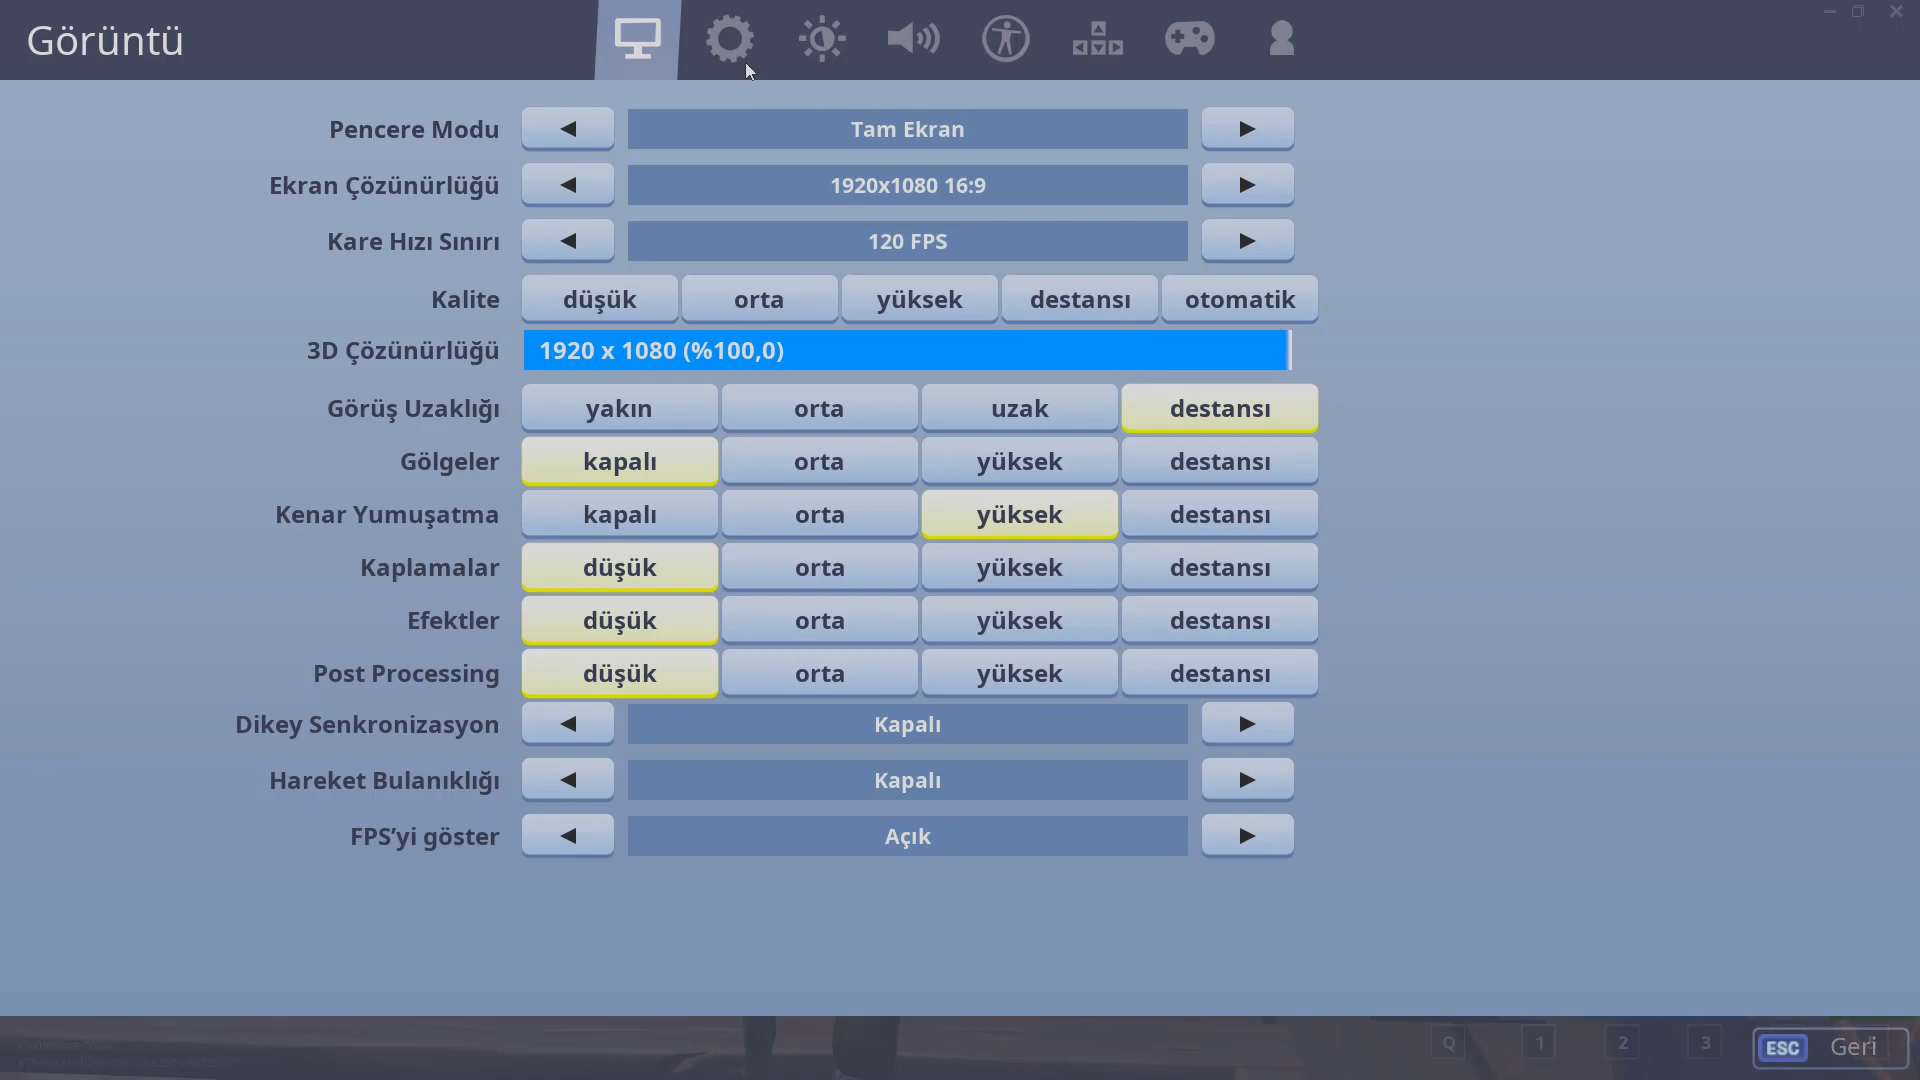 Görüntü
Pencere Modu ◀ Tam Ekran ▶
Ekran Çözünürlüğü ◀ 1920x1080 16:9 ▶
Kare Hızı Sınırı ◀ 120 FPS ▶
Kalite düşük orta yüksek destansı otomatik
3D Çözünürlüğü 1920 x 1080 (%100,0)
Görüş Uzaklığı yakın orta uzak destansı
Gölgeler kapalı orta yüksek destansı
Kenar Yumuşatma kapalı orta yüksek destansı
Kaplamalar düşük orta yüksek destansı
Efektler düşük orta yüksek destansı
Post Processing düşük orta yüksek destansı
Dikey Senkronizasyon ◀ Kapalı ▶
Hareket Bulanıklığı ◀ Kapalı ▶
FPS’yi göster ◀ Açık ▶
Q 1 2 3 ESC Geri